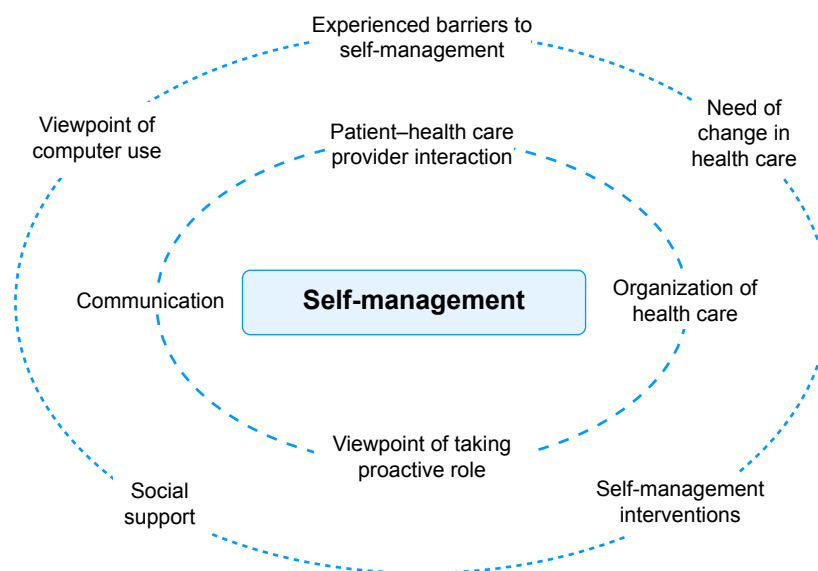 Experienced barriers to
self-management
Viewpoint of
computer use
Need of
change in
health care
Patient–health care
provider interaction
Communication
Self-management
Organization of
health care
Viewpoint of taking
proactive role
Social
support
Self-management
interventions